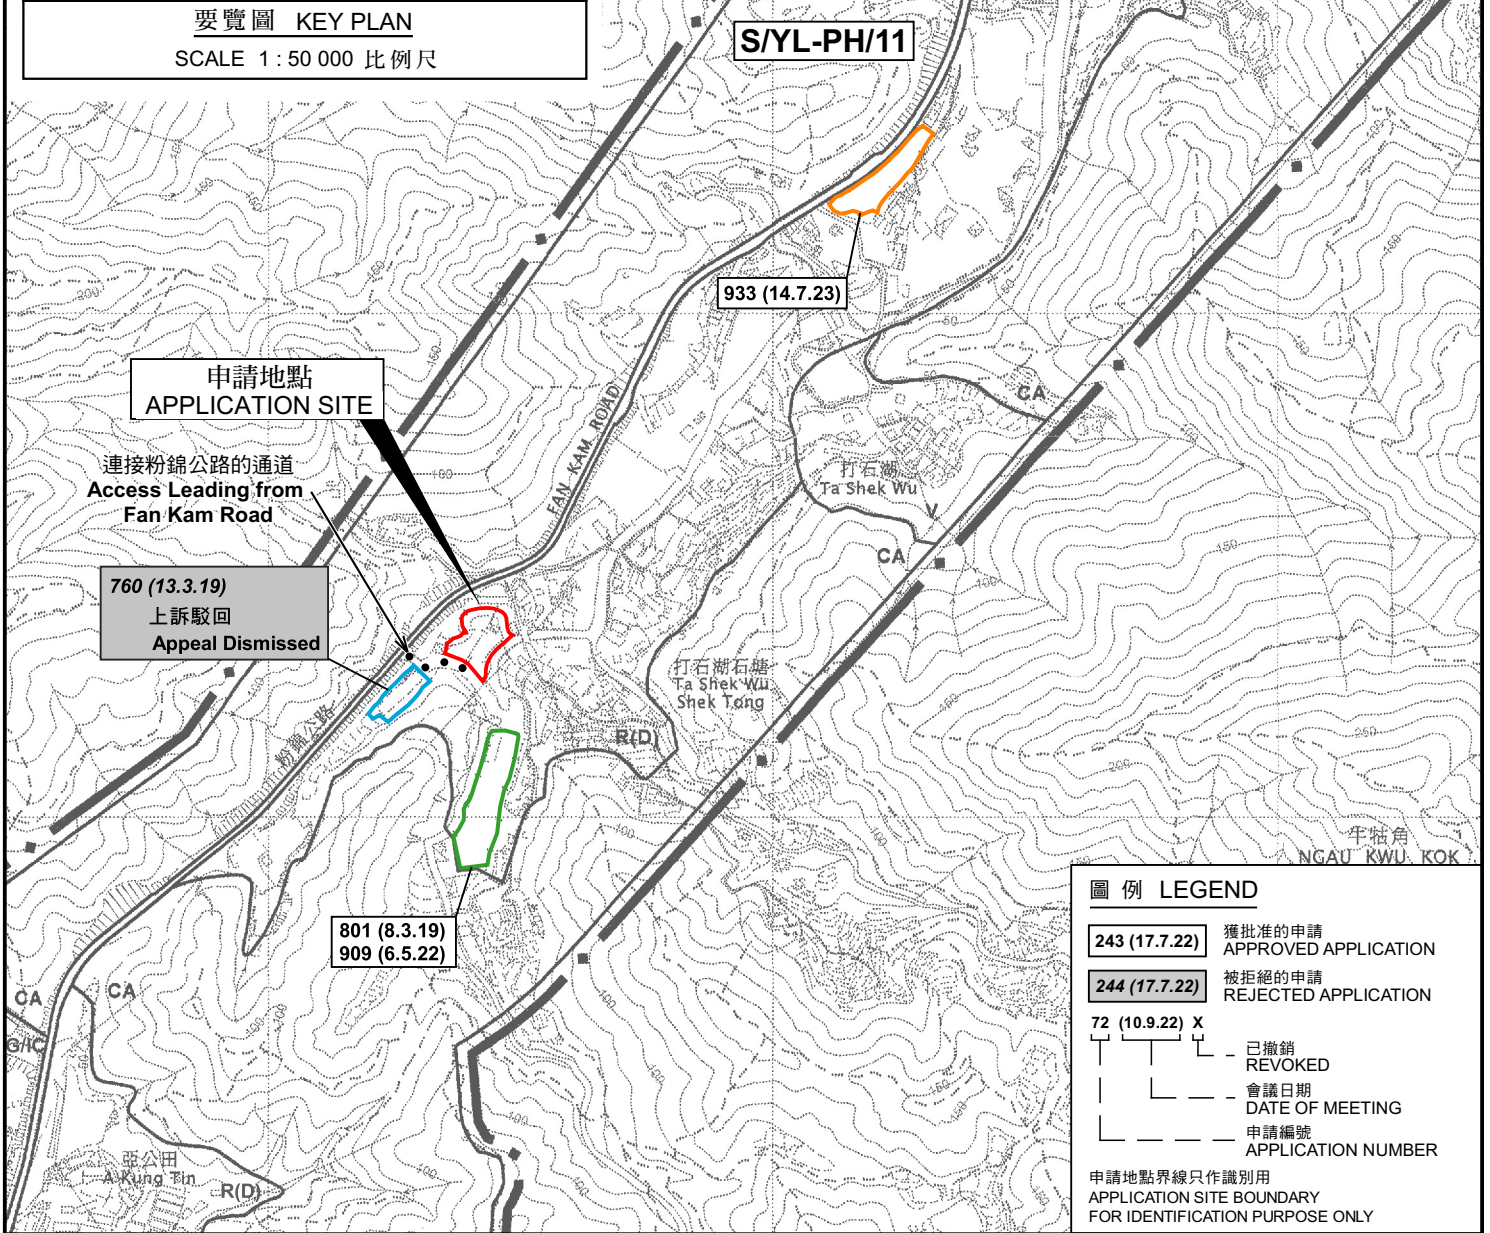 要覽圖 KEY PLAN
SCALE 1 : 50 000 比例尺
S/YL-PH/11
933 (14.7.23)
申請地點
APPLICATION SITE
連接粉錦公路的通道
Access Leading from
Fan Kam Road
760 (13.3.19)
上訴駁回
Appeal Dismissed
FAN KAM ROAD
粉錦公路
打石湖
Ta Shek Wu
V
CA
CA
打石湖石塘
Ta Shek Wu
Shek Tong
R(D)
801 (8.3.19)
909 (6.5.22)
牛牯角
NGAU KWU KOK
CA
CA
G/IC
亞公田
A Kung Tin
R(D)
圖例 LEGEND
243 (17.7.22)
獲批准的申請
APPROVED APPLICATION
244 (17.7.22)
被拒絕的申請
REJECTED APPLICATION
72 (10.9.22) X
已撤銷
REVOKED
會議日期
DATE OF MEETING
申請編號
APPLICATION NUMBER
申請地點界線只作識別用
APPLICATION SITE BOUNDARY
FOR IDENTIFICATION PURPOSE ONLY